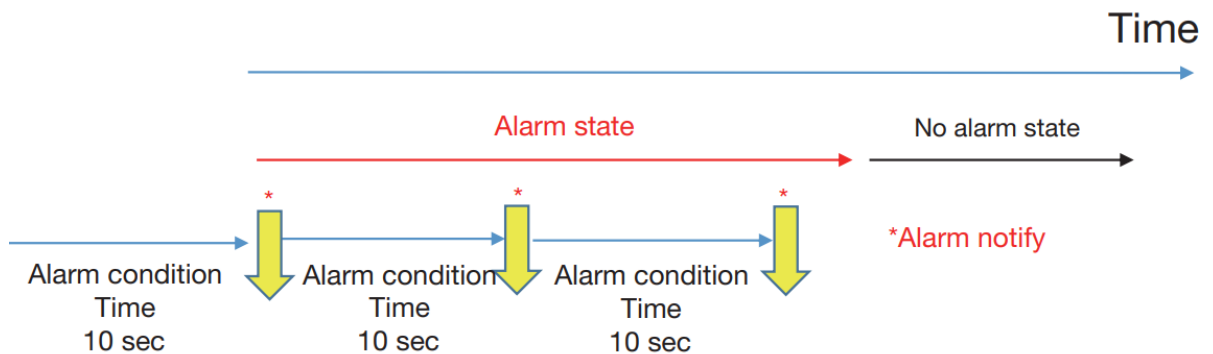 Time
Alarm state
No alarm state
*
*
*
*Alarm notify
Alarm condition
Time
10 sec
Alarm condition
Time
10 sec
Alarm condition
Time
10 sec